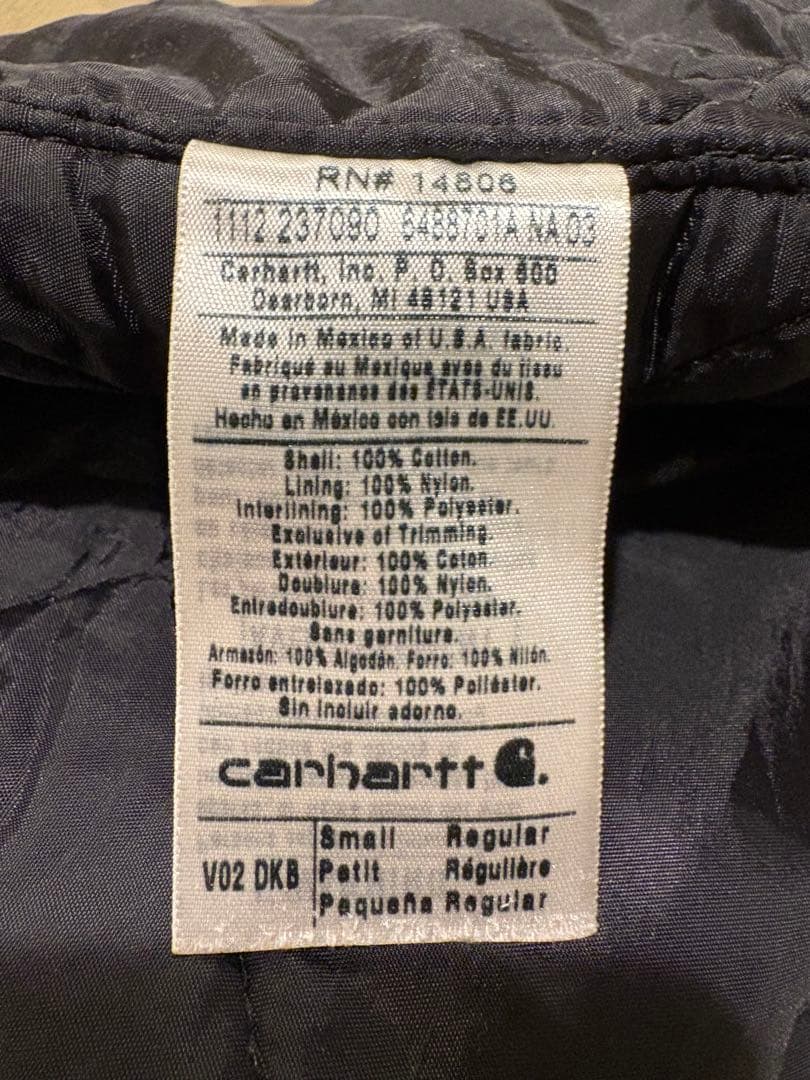 RN# 14806
1112 237090 6488701A NA 03
Carhartt, Inc. P. O. Box 600
Dearborn, MI 48121 USA
Made in Mexico of U.S.A. fabric.
Fabriqué au Mexique avec du tissu
en provenance des ÉTATS-UNIS.
Hecho en México con tela de EE.UU.
Shell: 100% Cotton.
Lining: 100% Nylon.
Interlining: 100% Polyester.
Exclusive of Trimming.
Extérieur: 100% Coton.
Doublure: 100% Nylon.
Entredoublure: 100% Polyester.
Sans garniture.
Armazón: 100% Algodón. Forro: 100% Nilón.
Forro entrelazado: 100% Poliéster.
Sin incluir adorno.
carhartt
V02 DKB
Small Regular
Petit Régulière
Pequeña Regular